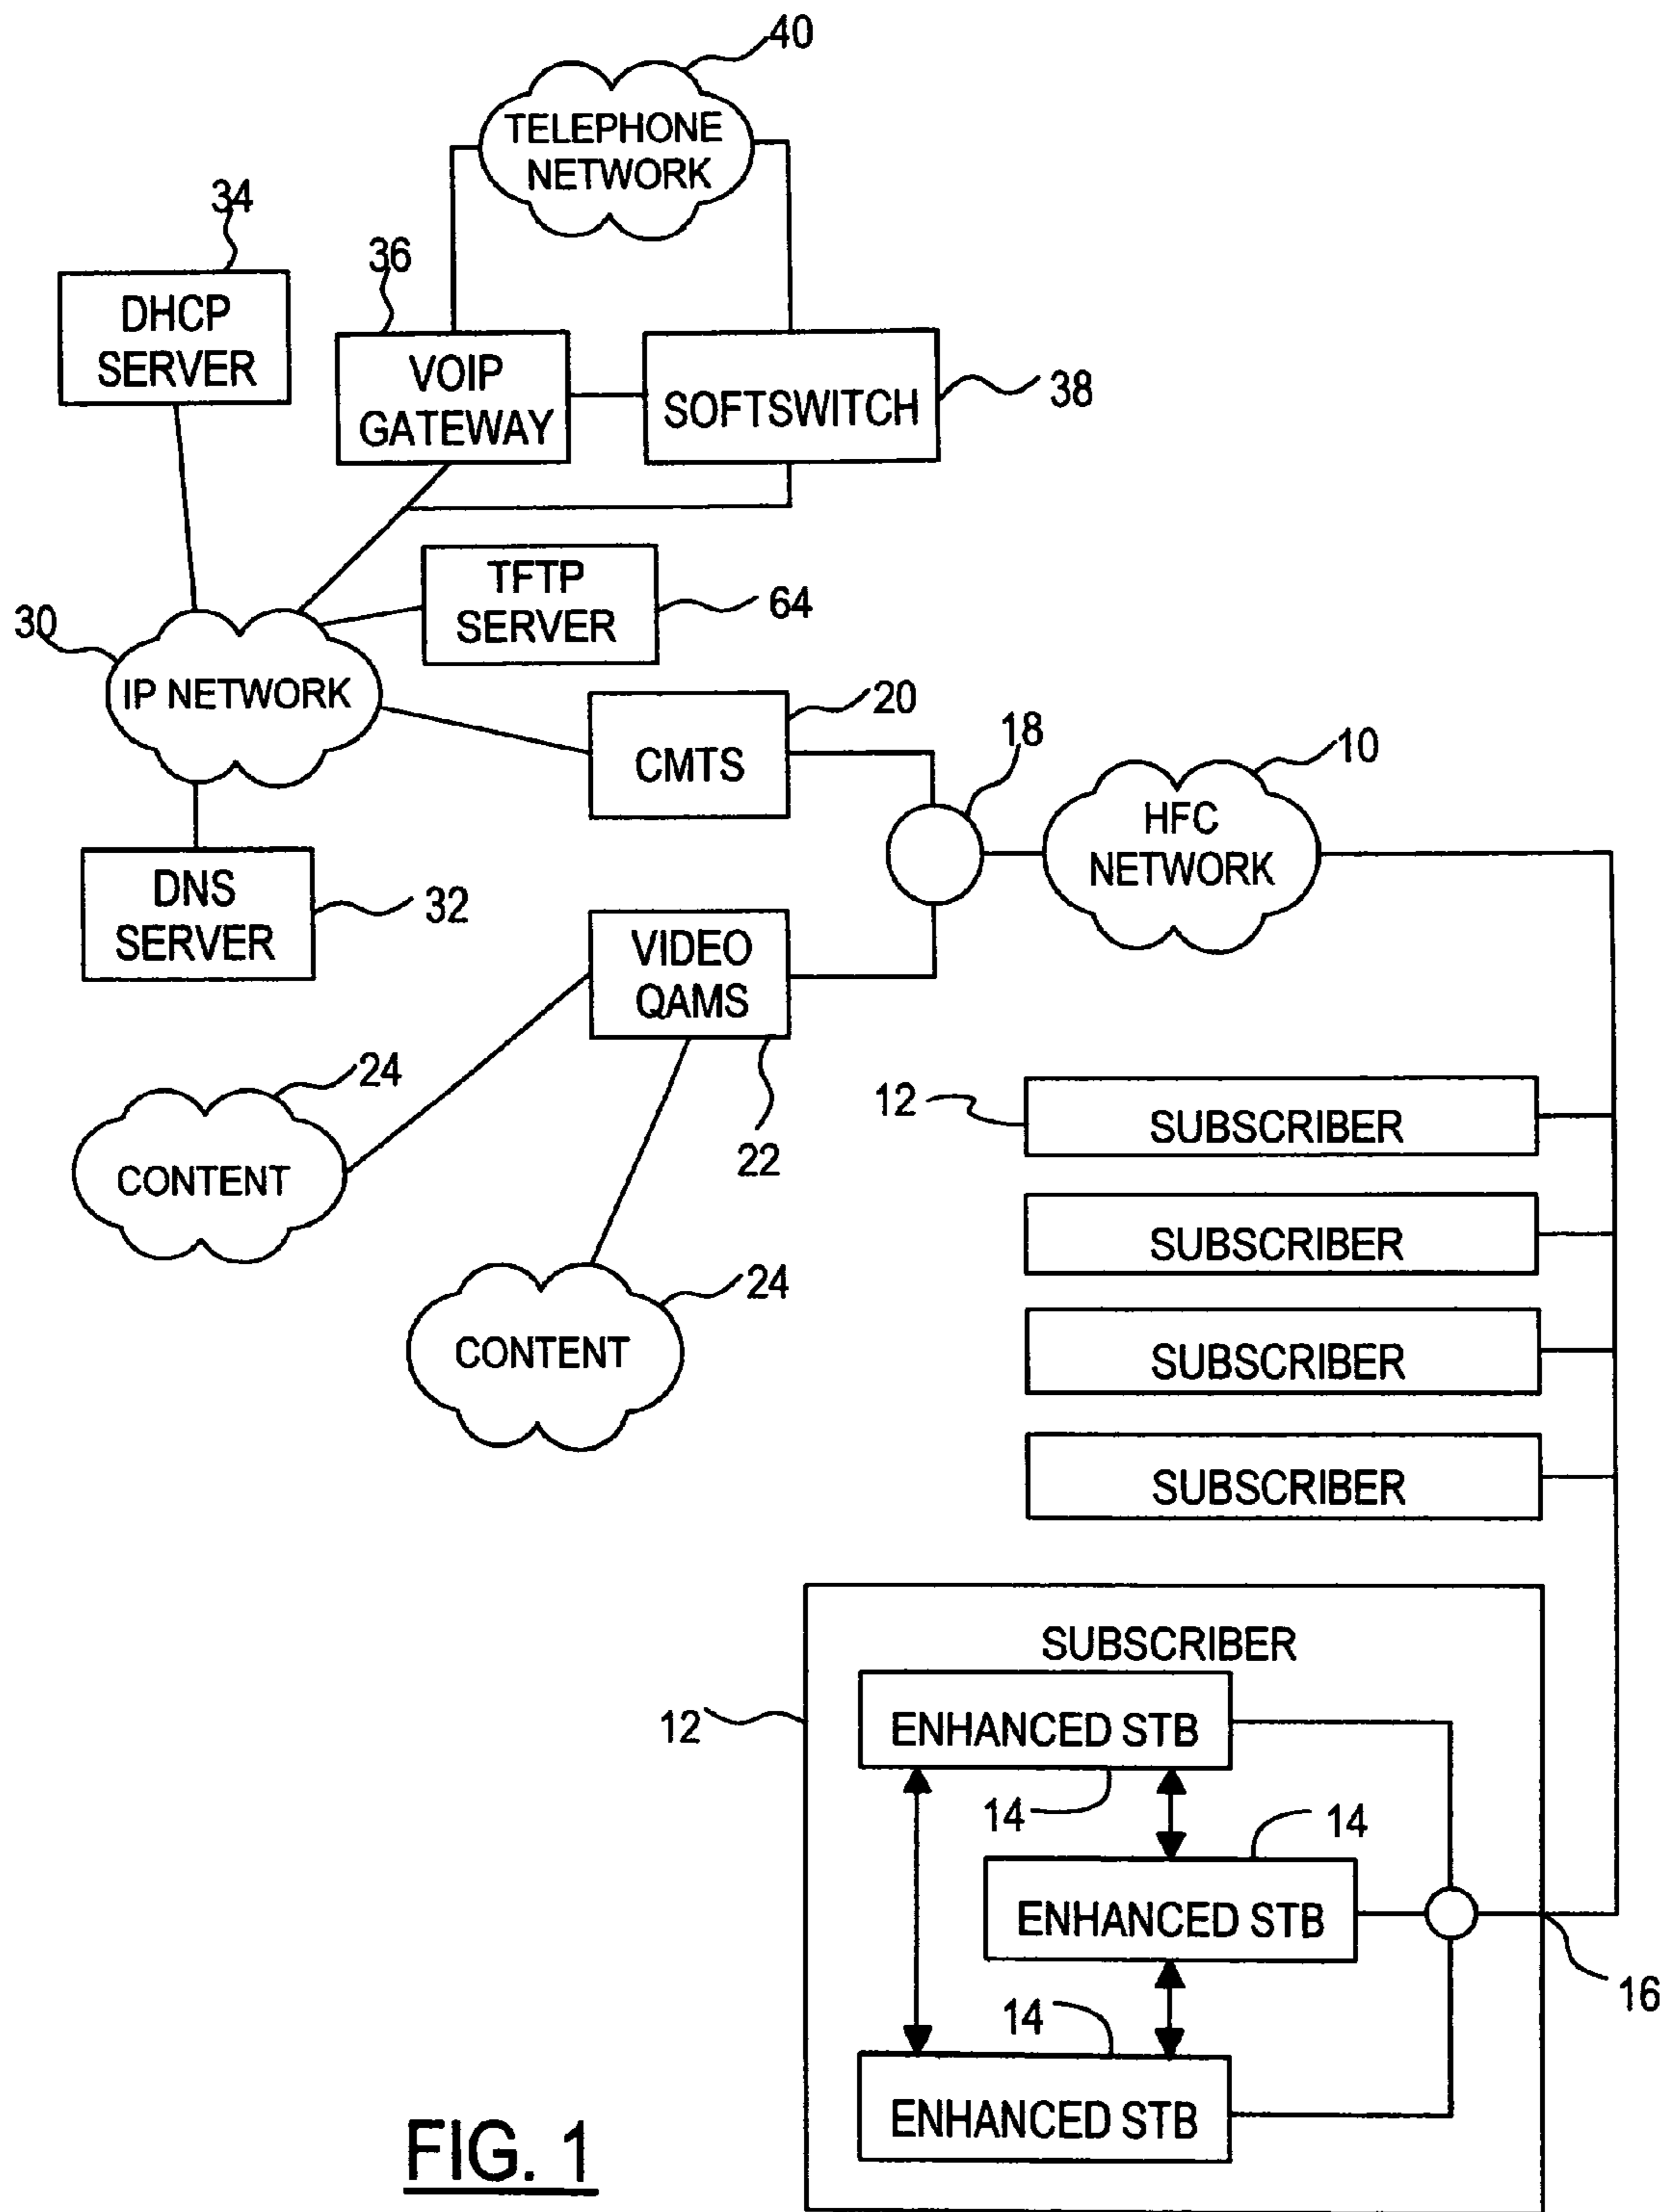 40
TELEPHONE
NETWORK
34
36
DHCP
SERVER
VOIP
GATEWAY
SOFTSWITCH
38
TFTP
SERVER
64
30
IP NETWORK
20
CMTS
18
10
HFC
NETWORK
DNS
SERVER
32
VIDEO
QAMS
22
24
CONTENT
24
CONTENT
12
SUBSCRIBER
SUBSCRIBER
SUBSCRIBER
SUBSCRIBER
SUBSCRIBER
12
ENHANCED STB
14
14
ENHANCED STB
16
14
ENHANCED STB
FIG. 1